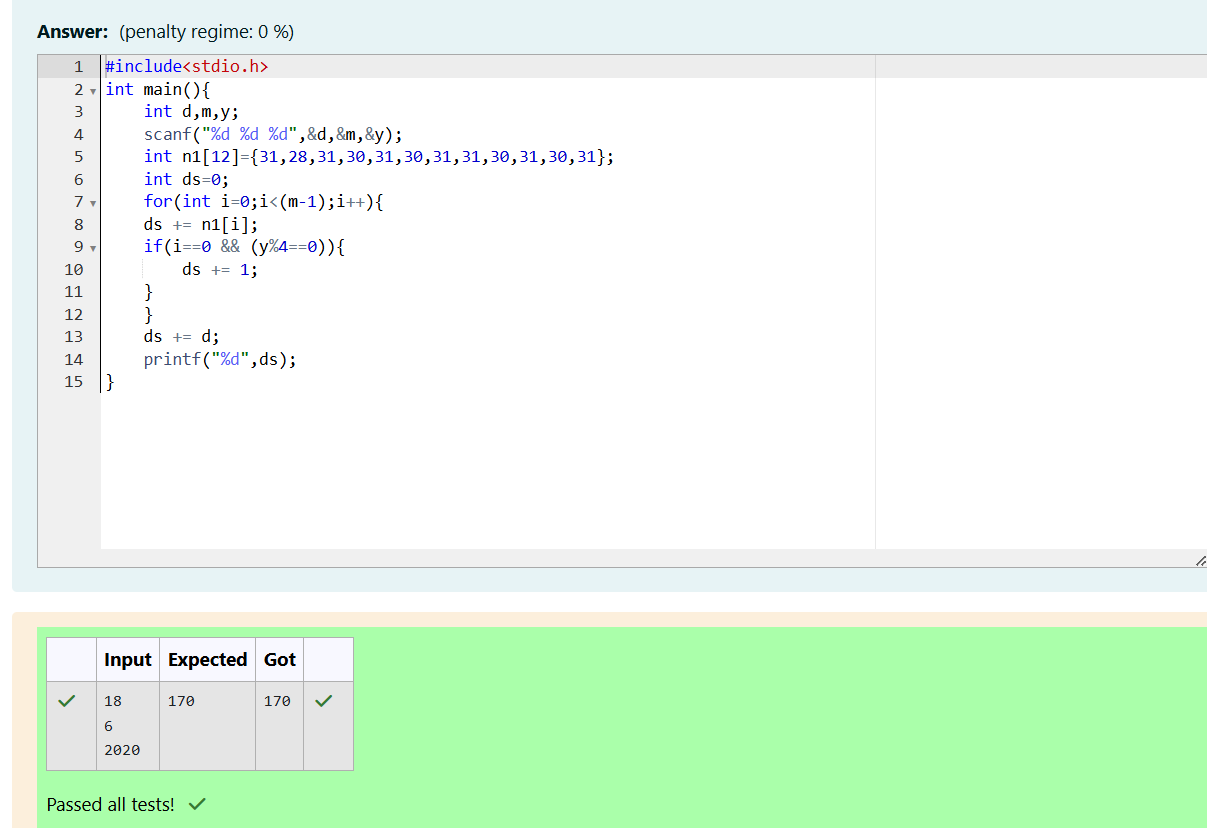 Answer: (penalty regime: 0 %)
1 #include<stdio.h>
2 int main(){
3     int d,m,y;
4     scanf("%d %d %d",&d,&m,&y);
5     int n1[12]={31,28,31,30,31,30,31,31,30,31,30,31};
6     int ds=0;
7     for(int i=0;i<(m-1);i++){
8     ds += n1[i];
9     if(i==0 && (y%4==0)){
10         ds += 1;
11     }
12     }
13     ds += d;
14     printf("%d",ds);
15 }
Input Expected Got
18 170 170
6
2020
Passed all tests!